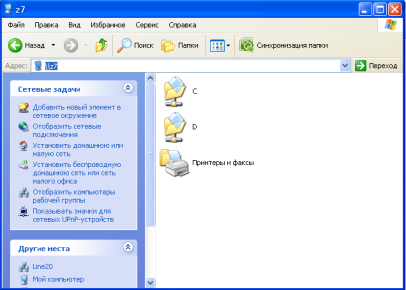 z7
Файл Правка Вид Избранное Сервис Справка
Назад Поиск Папки Синхронизация папки
Адрес: \\z7 Переход
Сетевые задачи
Добавить новый элемент в
сетевое окружение
Отобразить сетевые
подключения
Установить домашнюю или
малую сеть
Установить беспроводную
домашнюю сеть или сеть
малого офиса
Отобразить компьютеры
рабочей группы
Показывать значки для
сетевых UPnP-устройств
Другие места
Line20
Мой компьютер
C
D
Принтеры и факсы